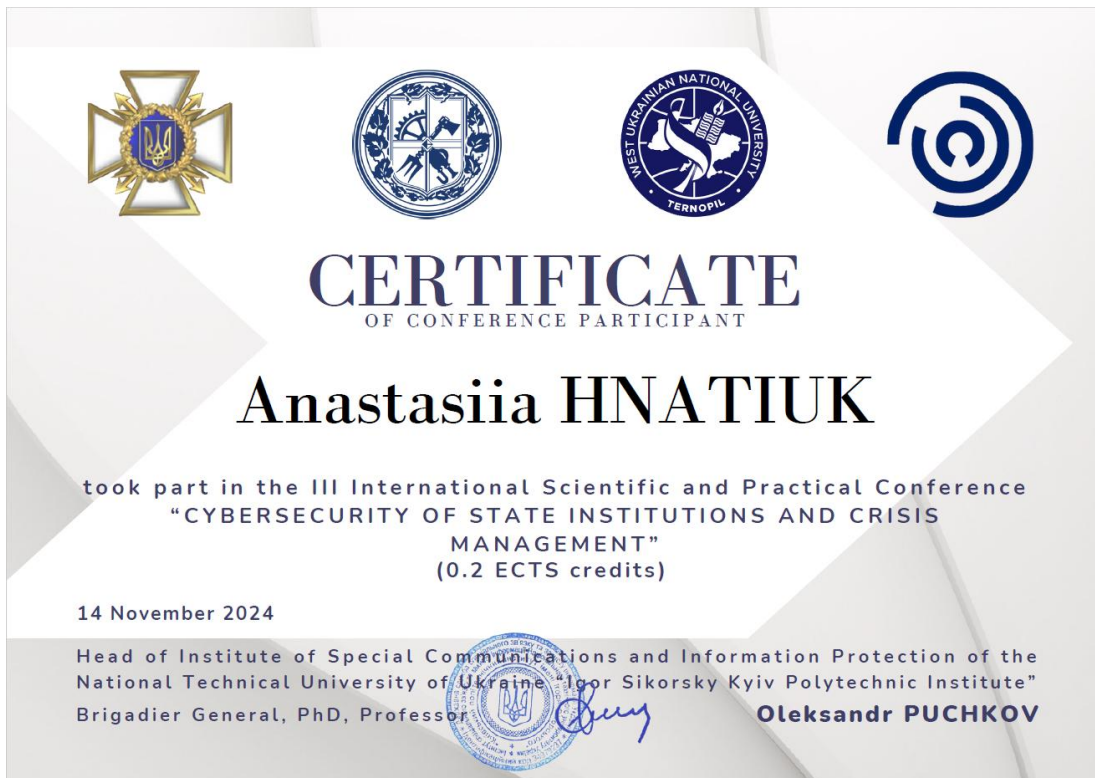 WEST UKRAINIAN NATIONAL UNIVERSITY
TERNOPIL
CERTIFICATE
OF CONFERENCE PARTICIPANT
Anastasiia HNATIUK
took part in the III International Scientific and Practical Conference
“CYBERSECURITY OF STATE INSTITUTIONS AND CRISIS
MANAGEMENT”
(0.2 ECTS credits)
14 November 2024
Head of Institute of Special Communications and Information Protection of the
National Technical University of Ukraine “Igor Sikorsky Kyiv Polytechnic Institute”
Brigadier General, PhD, Professor
Oleksandr PUCHKOV